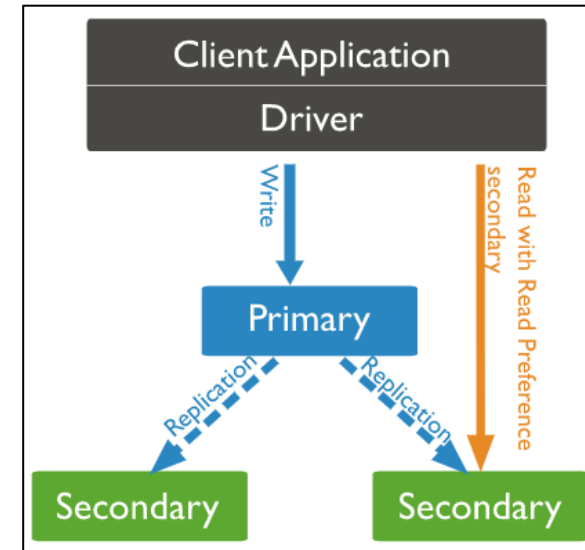 Client Application
Driver
Write
Read with Read Preference
secondary
Primary
Replication
Replication
Secondary
Secondary